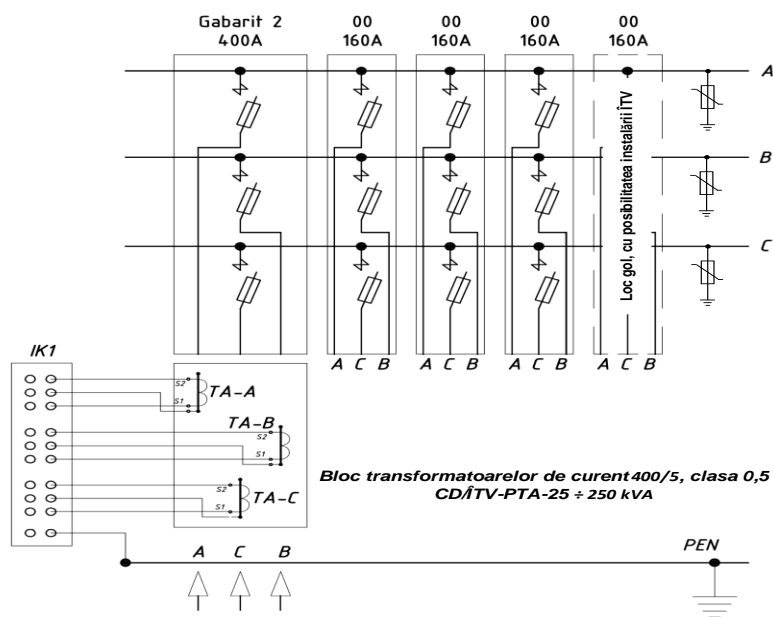 Gabarit 2
400A
00
160A
00
160A
00
160A
00
160A
A
B
C
Loc gol, cu posibilitatea instalării ÎTV
A C B
A C B
A C B
A C B
IK1
S2
TA-A
S1
TA-B
S2
S1
S2
TA-C
S1
Bloc transformatoarelor de curent 400/5, clasa 0,5
CD/ÎTV-PTA-25 ÷ 250 kVA
A C B
PEN